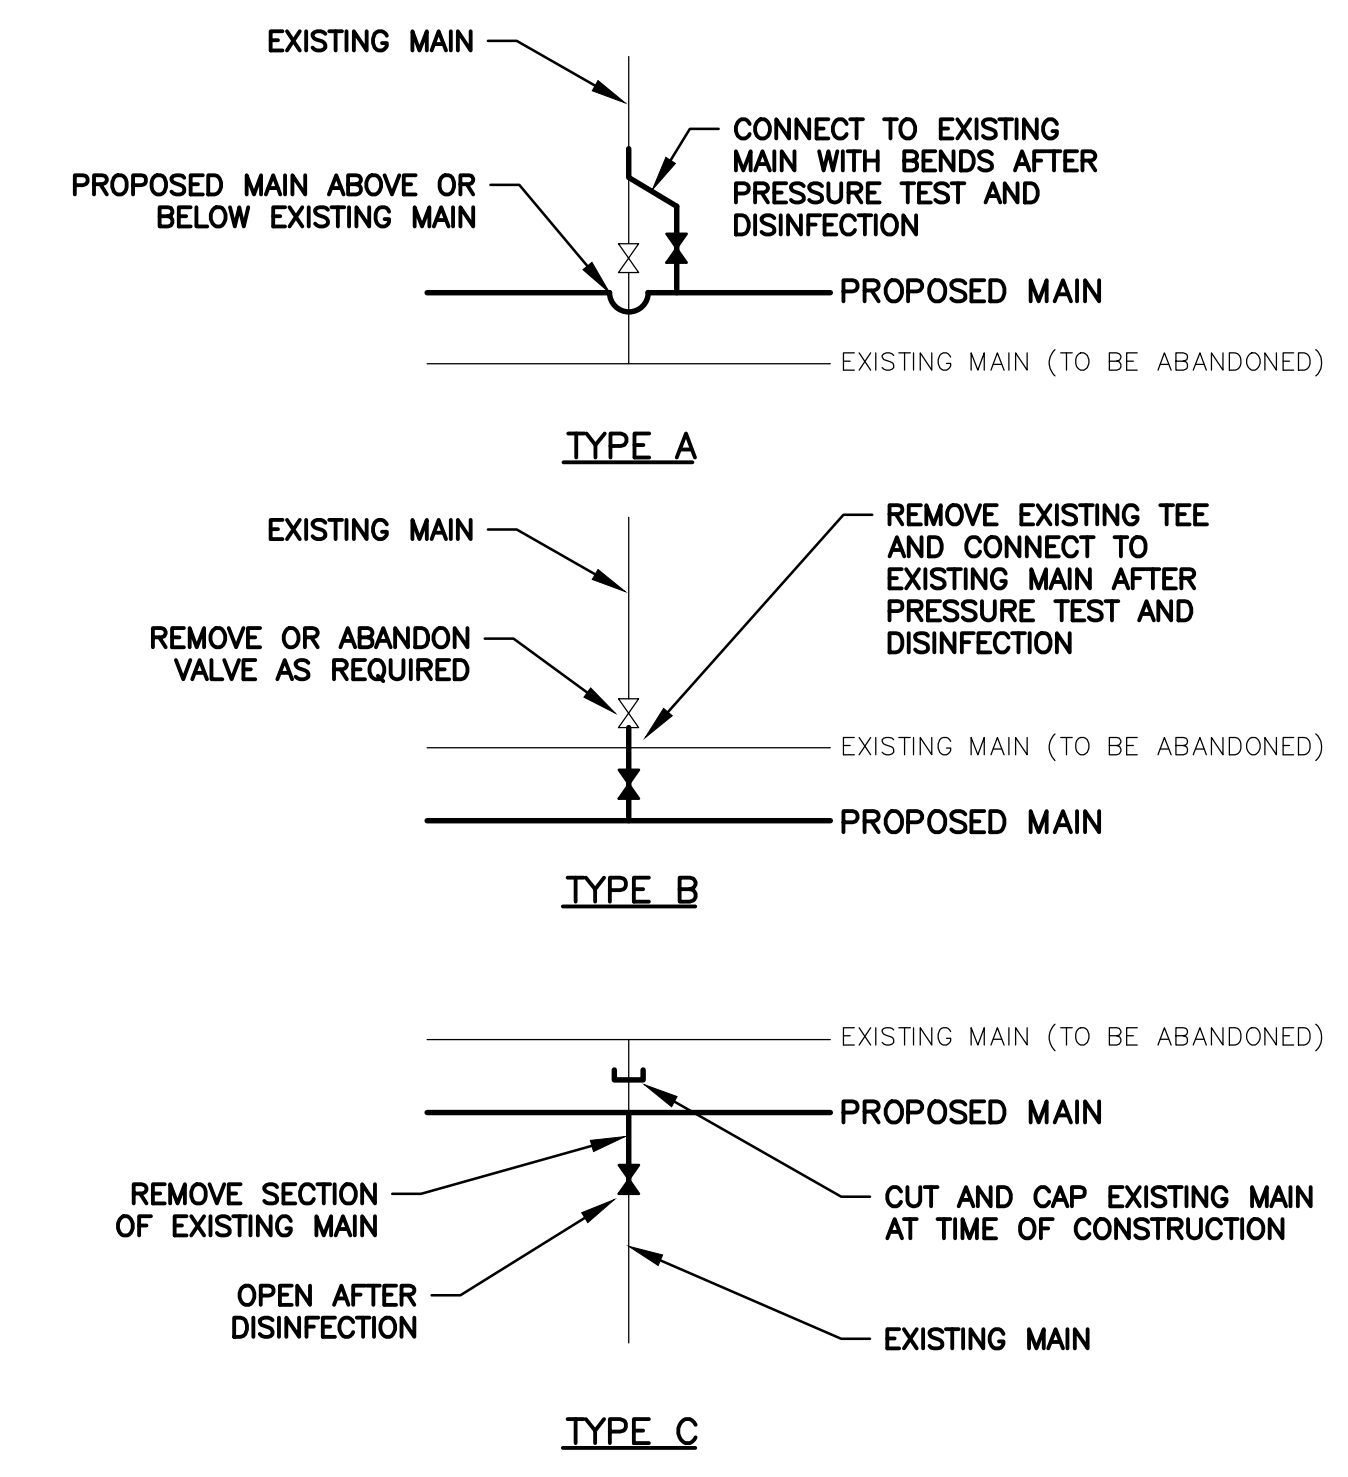 EXISTING MAIN
CONNECT TO EXISTING
MAIN WITH BENDS AFTER
PRESSURE TEST AND
DISINFECTION
PROPOSED MAIN ABOVE OR
BELOW EXISTING MAIN
PROPOSED MAIN
EXISTING MAIN (TO BE ABANDONED)
TYPE A
EXISTING MAIN
REMOVE EXISTING TEE
AND CONNECT TO
EXISTING MAIN AFTER
PRESSURE TEST AND
DISINFECTION
REMOVE OR ABANDON
VALVE AS REQUIRED
EXISTING MAIN (TO BE ABANDONED)
PROPOSED MAIN
TYPE B
EXISTING MAIN (TO BE ABANDONED)
PROPOSED MAIN
REMOVE SECTION
OF EXISTING MAIN
CUT AND CAP EXISTING MAIN
AT TIME OF CONSTRUCTION
OPEN AFTER
DISINFECTION
EXISTING MAIN
TYPE C